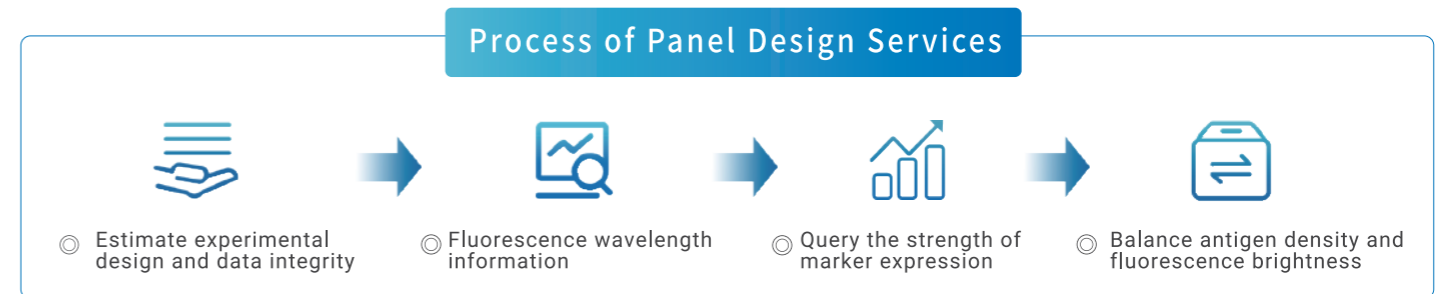 Process of Panel Design Services
◎ Estimate experimental
design and data integrity
◎ Fluorescence wavelength
information
◎ Query the strength of
marker expression
◎ Balance antigen density and
fluorescence brightness